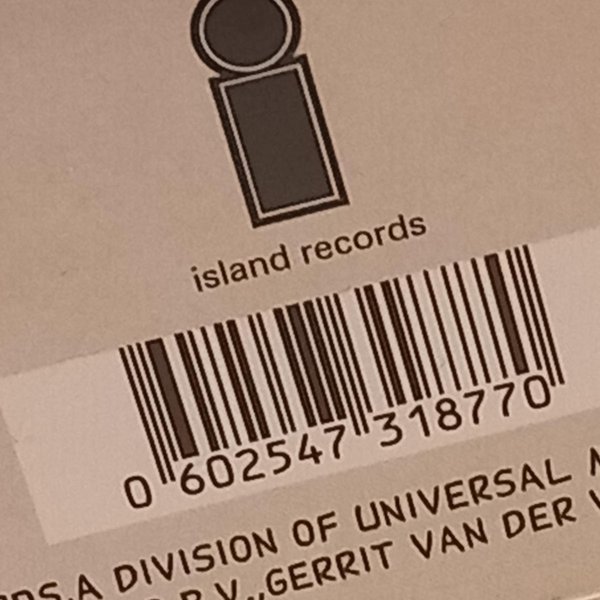 island records
0 602547 318770
A DIVISION OF UNIVERSAL
B.V., GERRIT VAN DER